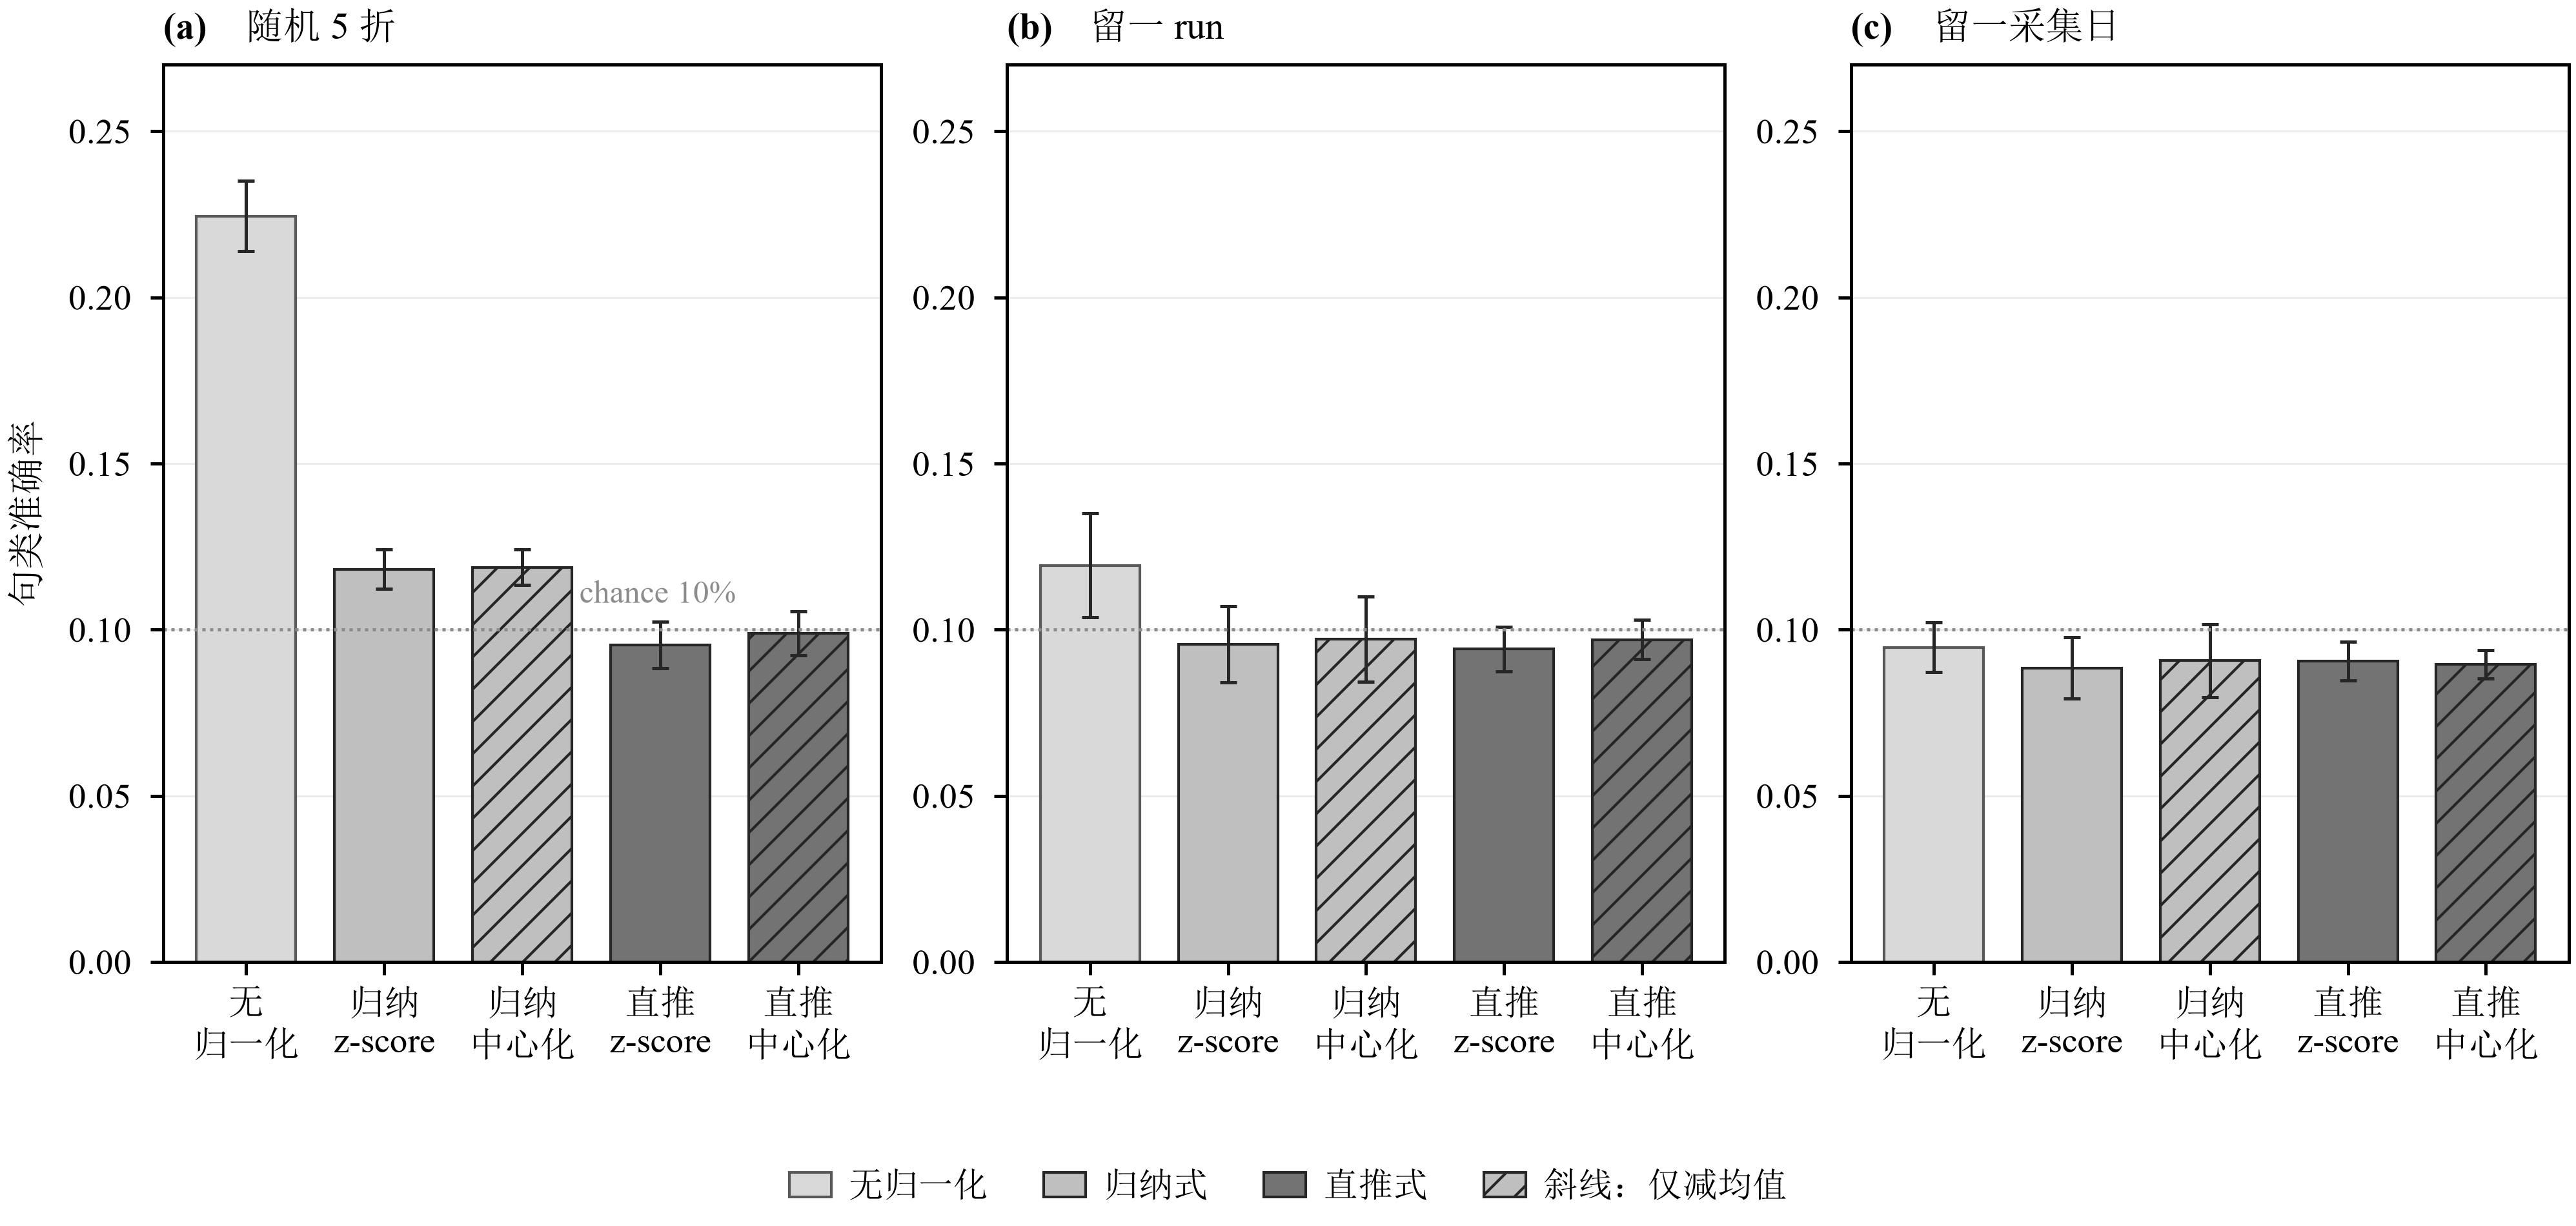 (a) 随机 5 折
(b) 留一 run
(c) 留一采集日
句类准确率
0.25
0.20
0.15
0.10
0.05
0.00
chance 10%
无
归一化
归纳
z-score
归纳
中心化
直推
z-score
直推
中心化
0.25
0.20
0.15
0.10
0.05
0.00
无
归一化
归纳
z-score
归纳
中心化
直推
z-score
直推
中心化
0.25
0.20
0.15
0.10
0.05
0.00
无
归一化
归纳
z-score
归纳
中心化
直推
z-score
直推
中心化
无归一化
归纳式
直推式
斜线：仅减均值